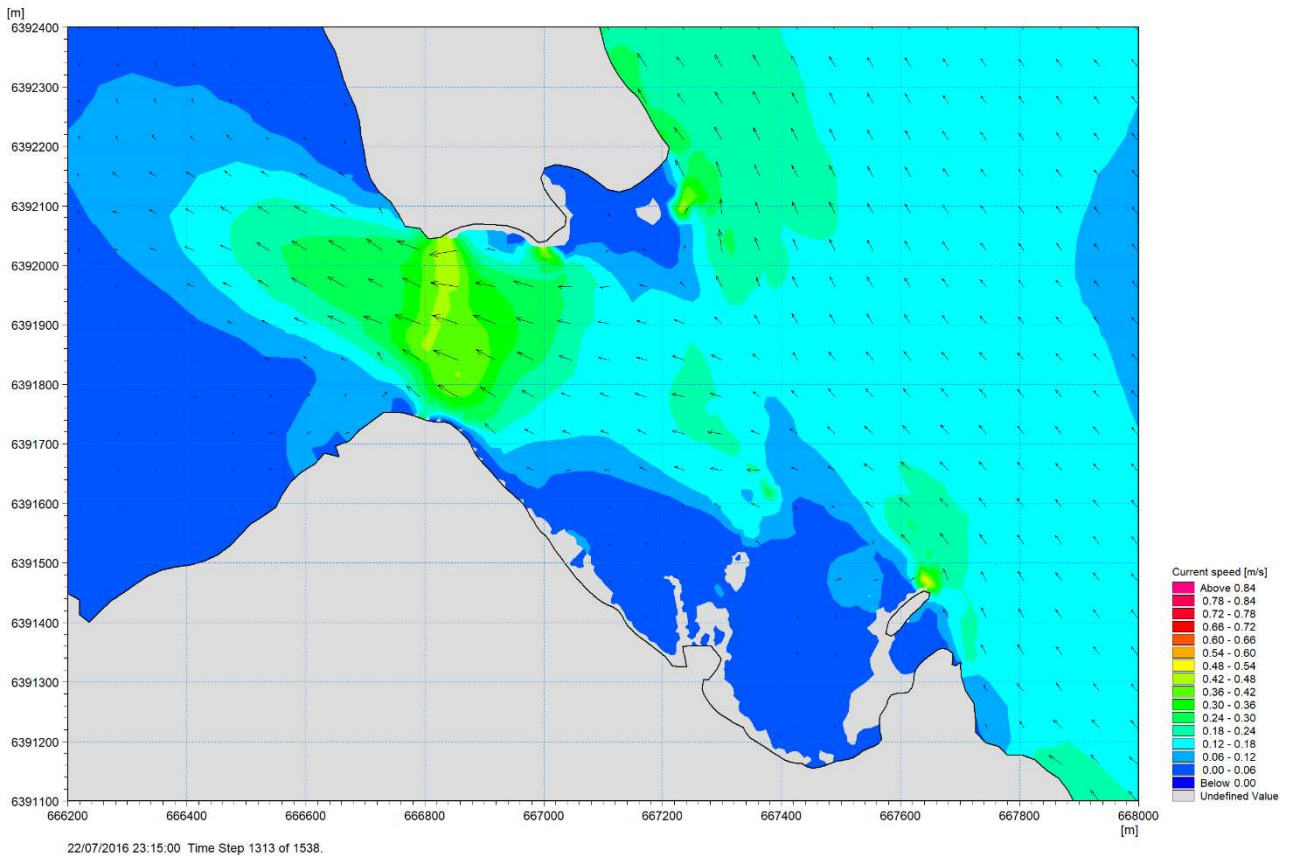 [m]
6392400
6392300
6392200
6392100
6392000
6391900
6391800
6391700
6391600
6391500
6391400
6391300
6391200
6391100
666200 666400 666600 666800 667000 667200 667400 667600 667800 668000
[m]
22/07/2016 23:15:00 Time Step 1313 of 1538.
Current speed [m/s]
Above 0.84
0.78 - 0.84
0.72 - 0.78
0.66 - 0.72
0.60 - 0.66
0.54 - 0.60
0.48 - 0.54
0.42 - 0.48
0.36 - 0.42
0.30 - 0.36
0.24 - 0.30
0.18 - 0.24
0.12 - 0.18
0.06 - 0.12
0.00 - 0.06
Below 0.00
Undefined Value